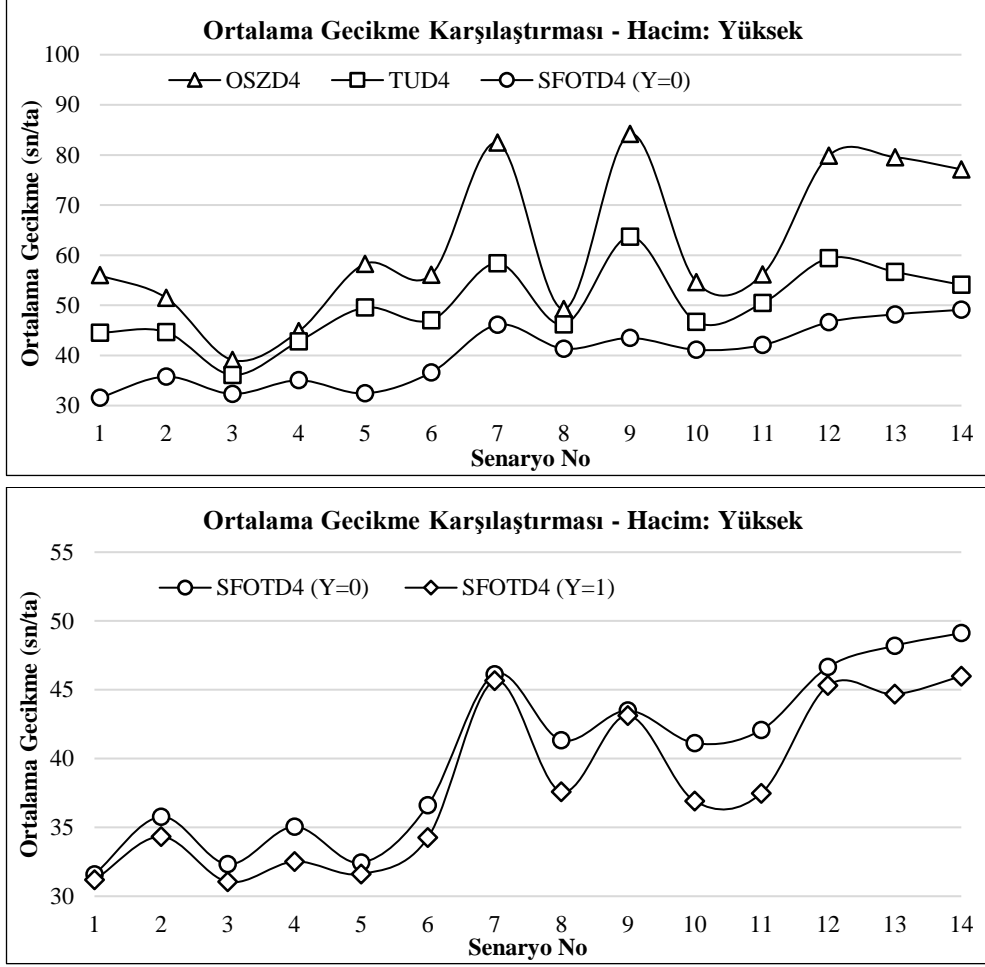 Ortalama Gecikme Karşılaştırması - Hacim: Yüksek
OSZD4 TUD4 SFOTD4 (Y=0)
Ortalama Gecikme (sn/ta)
100
90
80
70
60
50
40
30
1 2 3 4 5 6 7 8 9 10 11 12 13 14
Senaryo No
Ortalama Gecikme Karşılaştırması - Hacim: Yüksek
SFOTD4 (Y=0) SFOTD4 (Y=1)
Ortalama Gecikme (sn/ta)
55
50
45
40
35
30
1 2 3 4 5 6 7 8 9 10 11 12 13 14
Senaryo No